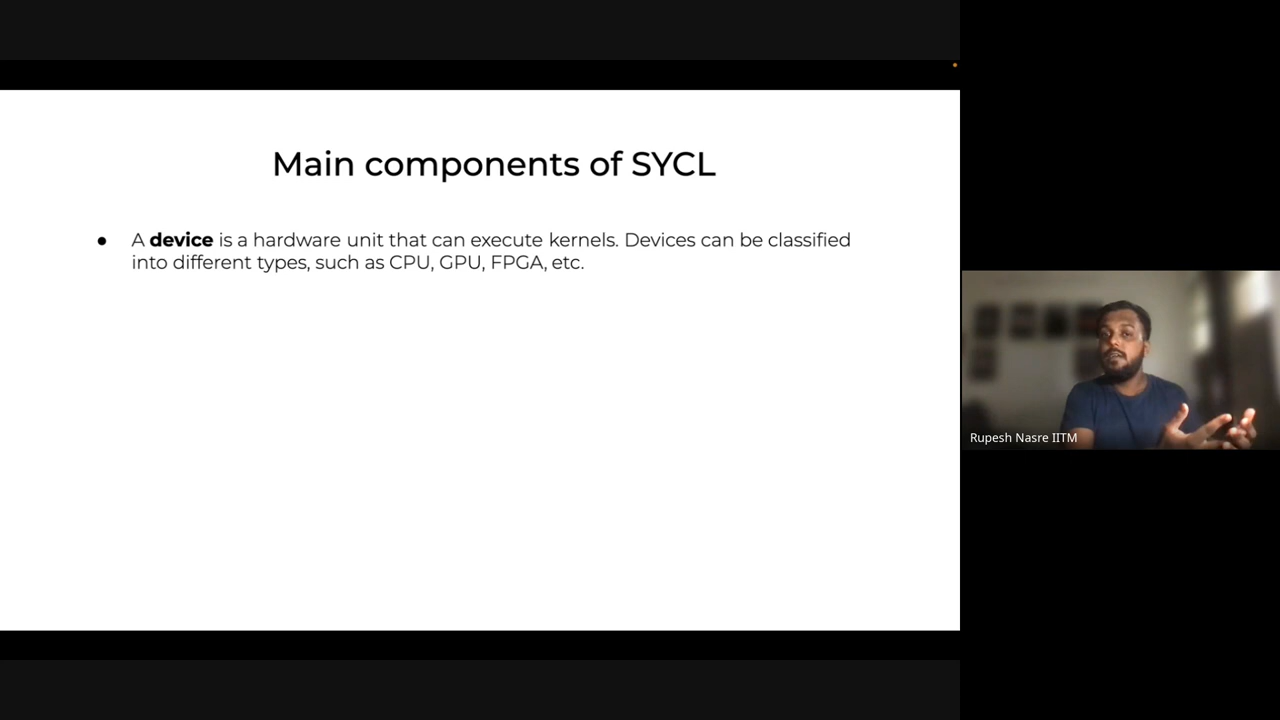 Main components of SYCL
● A device is a hardware unit that can execute kernels. Devices can be classified
into different types, such as CPU, GPU, FPGA, etc.
Rupesh Nasre IITM